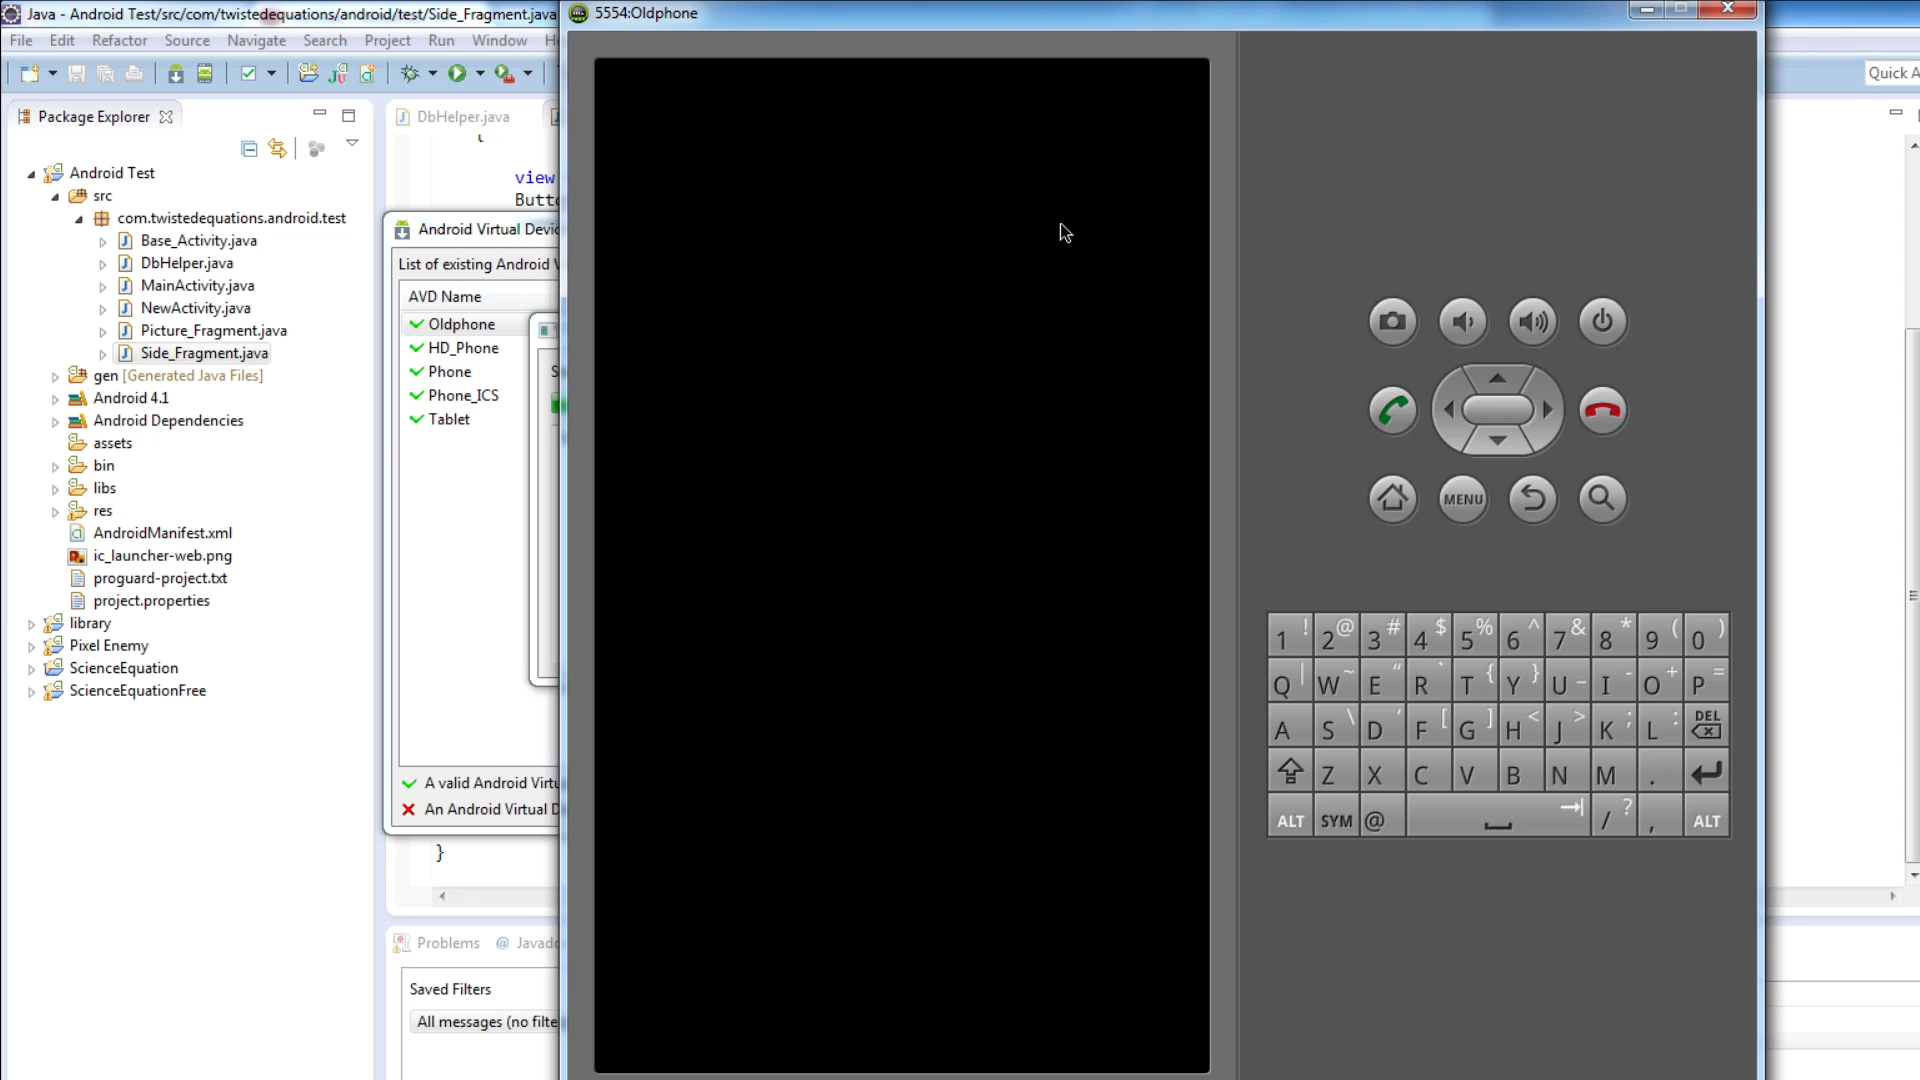 Java - Android Test/src/com/twistedequations/android/test/Side_Fragment.java
5554:Oldphone
File Edit Refactor Source Navigate Search Project Run Window
Quick A
Package Explorer
DbHelper.java
{
view
Android Test
src
com.twistedequations.android.test
Base_Activity.java
DbHelper.java
MainActivity.java
NewActivity.java
Picture_Fragment.java
Side_Fragment.java
gen [Generated Java Files]
Android 4.1
Android Dependencies
assets
bin
libs
res
AndroidManifest.xml
ic_launcher-web.png
proguard-project.txt
project.properties
library
Pixel Enemy
ScienceEquation
ScienceEquationFree
Android Virtual Devic
List of existing Android V
AVD Name
Oldphone
HD_Phone
Phone
Phone_ICS
Tablet
A valid Android Virtu
An Android Virtual D
}
Problems @ Javado
Saved Filters
All messages (no filte
MENU
1 ! 2 @ 3 # 4 $ 5 % 6 ^ 7 & 8 * 9 ( 0 )
Q | W ~ E " R ` T { Y } U _ I - O + P =
A S \ D ' F [ G ] H < J > K ; L : DEL
Z X C V B N M .
ALT SYM @ / ? , ALT